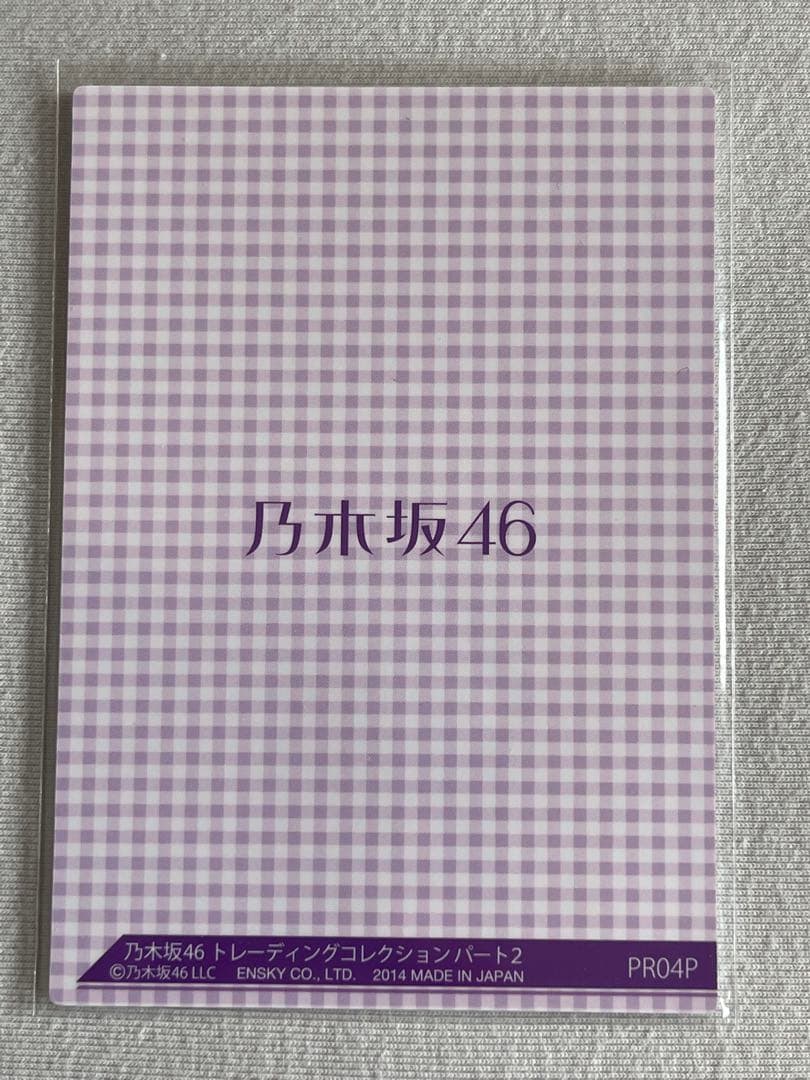 乃木坂46
乃木坂46 トレーディングコレクションパート2
©乃木坂46 LLC ENSKY CO., LTD. 2014 MADE IN JAPAN
PR04P